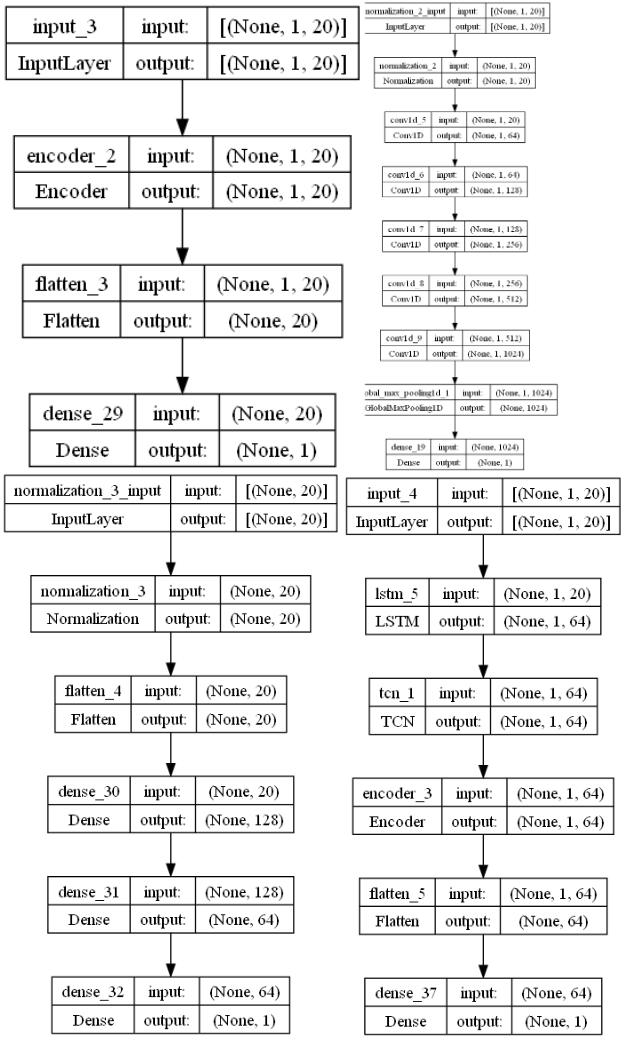 input_3 input: [(None, 1, 20)]
InputLayer output: [(None, 1, 20)]
encoder_2 input: (None, 1, 20)
Encoder output: (None, 1, 20)
flatten_3 input: (None, 1, 20)
Flatten output: (None, 20)
dense_29 input: (None, 20)
Dense output: (None, 1)
normalization_2_input input: [(None, 1, 20)]
InputLayer output: [(None, 1, 20)]
normalization_2 input: (None, 1, 20)
Normalization output: (None, 1, 20)
conv1d_5 input: (None, 1, 20)
Conv1D output: (None, 1, 64)
conv1d_6 input: (None, 1, 64)
Conv1D output: (None, 1, 128)
conv1d_7 input: (None, 1, 128)
Conv1D output: (None, 1, 256)
conv1d_8 input: (None, 1, 256)
Conv1D output: (None, 1, 512)
conv1d_9 input: (None, 1, 512)
Conv1D output: (None, 1, 1024)
obal_max_pooling1d_1 input: (None, 1, 1024)
GlobalMaxPooling1D output: (None, 1024)
dense_19 input: (None, 1024)
Dense output: (None, 1)
normalization_3_input input: [(None, 20)]
InputLayer output: [(None, 20)]
normalization_3 input: (None, 20)
Normalization output: (None, 20)
flatten_4 input: (None, 20)
Flatten output: (None, 20)
dense_30 input: (None, 20)
Dense output: (None, 128)
dense_31 input: (None, 128)
Dense output: (None, 64)
dense_32 input: (None, 64)
Dense output: (None, 1)
input_4 input: [(None, 1, 20)]
InputLayer output: [(None, 1, 20)]
lstm_5 input: (None, 1, 20)
LSTM output: (None, 1, 64)
tcn_1 input: (None, 1, 64)
TCN output: (None, 1, 64)
encoder_3 input: (None, 1, 64)
Encoder output: (None, 1, 64)
flatten_5 input: (None, 1, 64)
Flatten output: (None, 64)
dense_37 input: (None, 64)
Dense output: (None, 1)